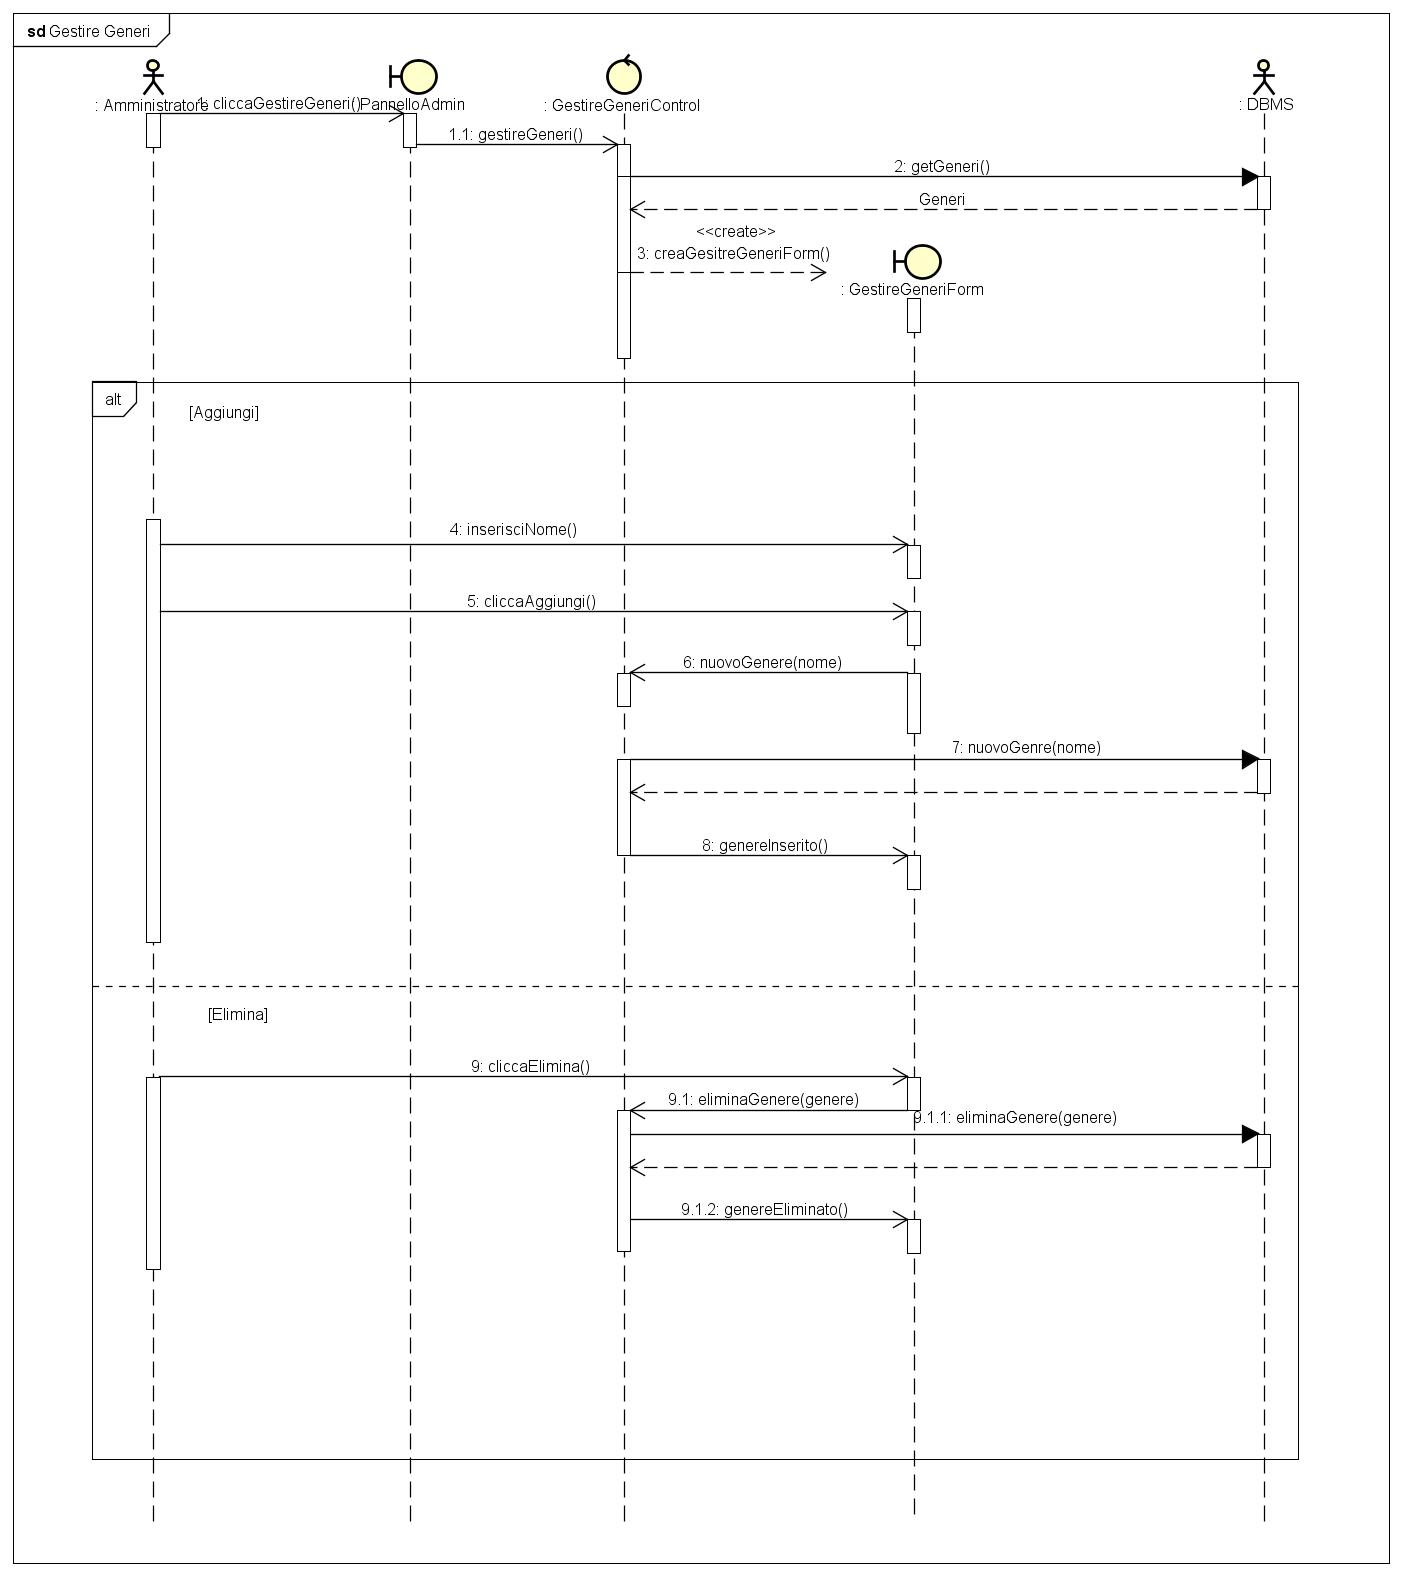 sd Gestire Generi
: Amministratore
1: cliccaGestireGeneri()
PannelloAdmin
: GestireGeneriControl
: DBMS
1.1: gestireGeneri()
2: getGeneri()
Generi
<<create>>
3: creaGesitreGeneriForm()
: GestireGeneriForm
alt
[Aggiungi]
4: inserisciNome()
5: cliccaAggiungi()
6: nuovoGenere(nome)
7: nuovoGenre(nome)
8: genereInserito()
[Elimina]
9: cliccaElimina()
9.1: eliminaGenere(genere)
9.1.1: eliminaGenere(genere)
9.1.2: genereEliminato()